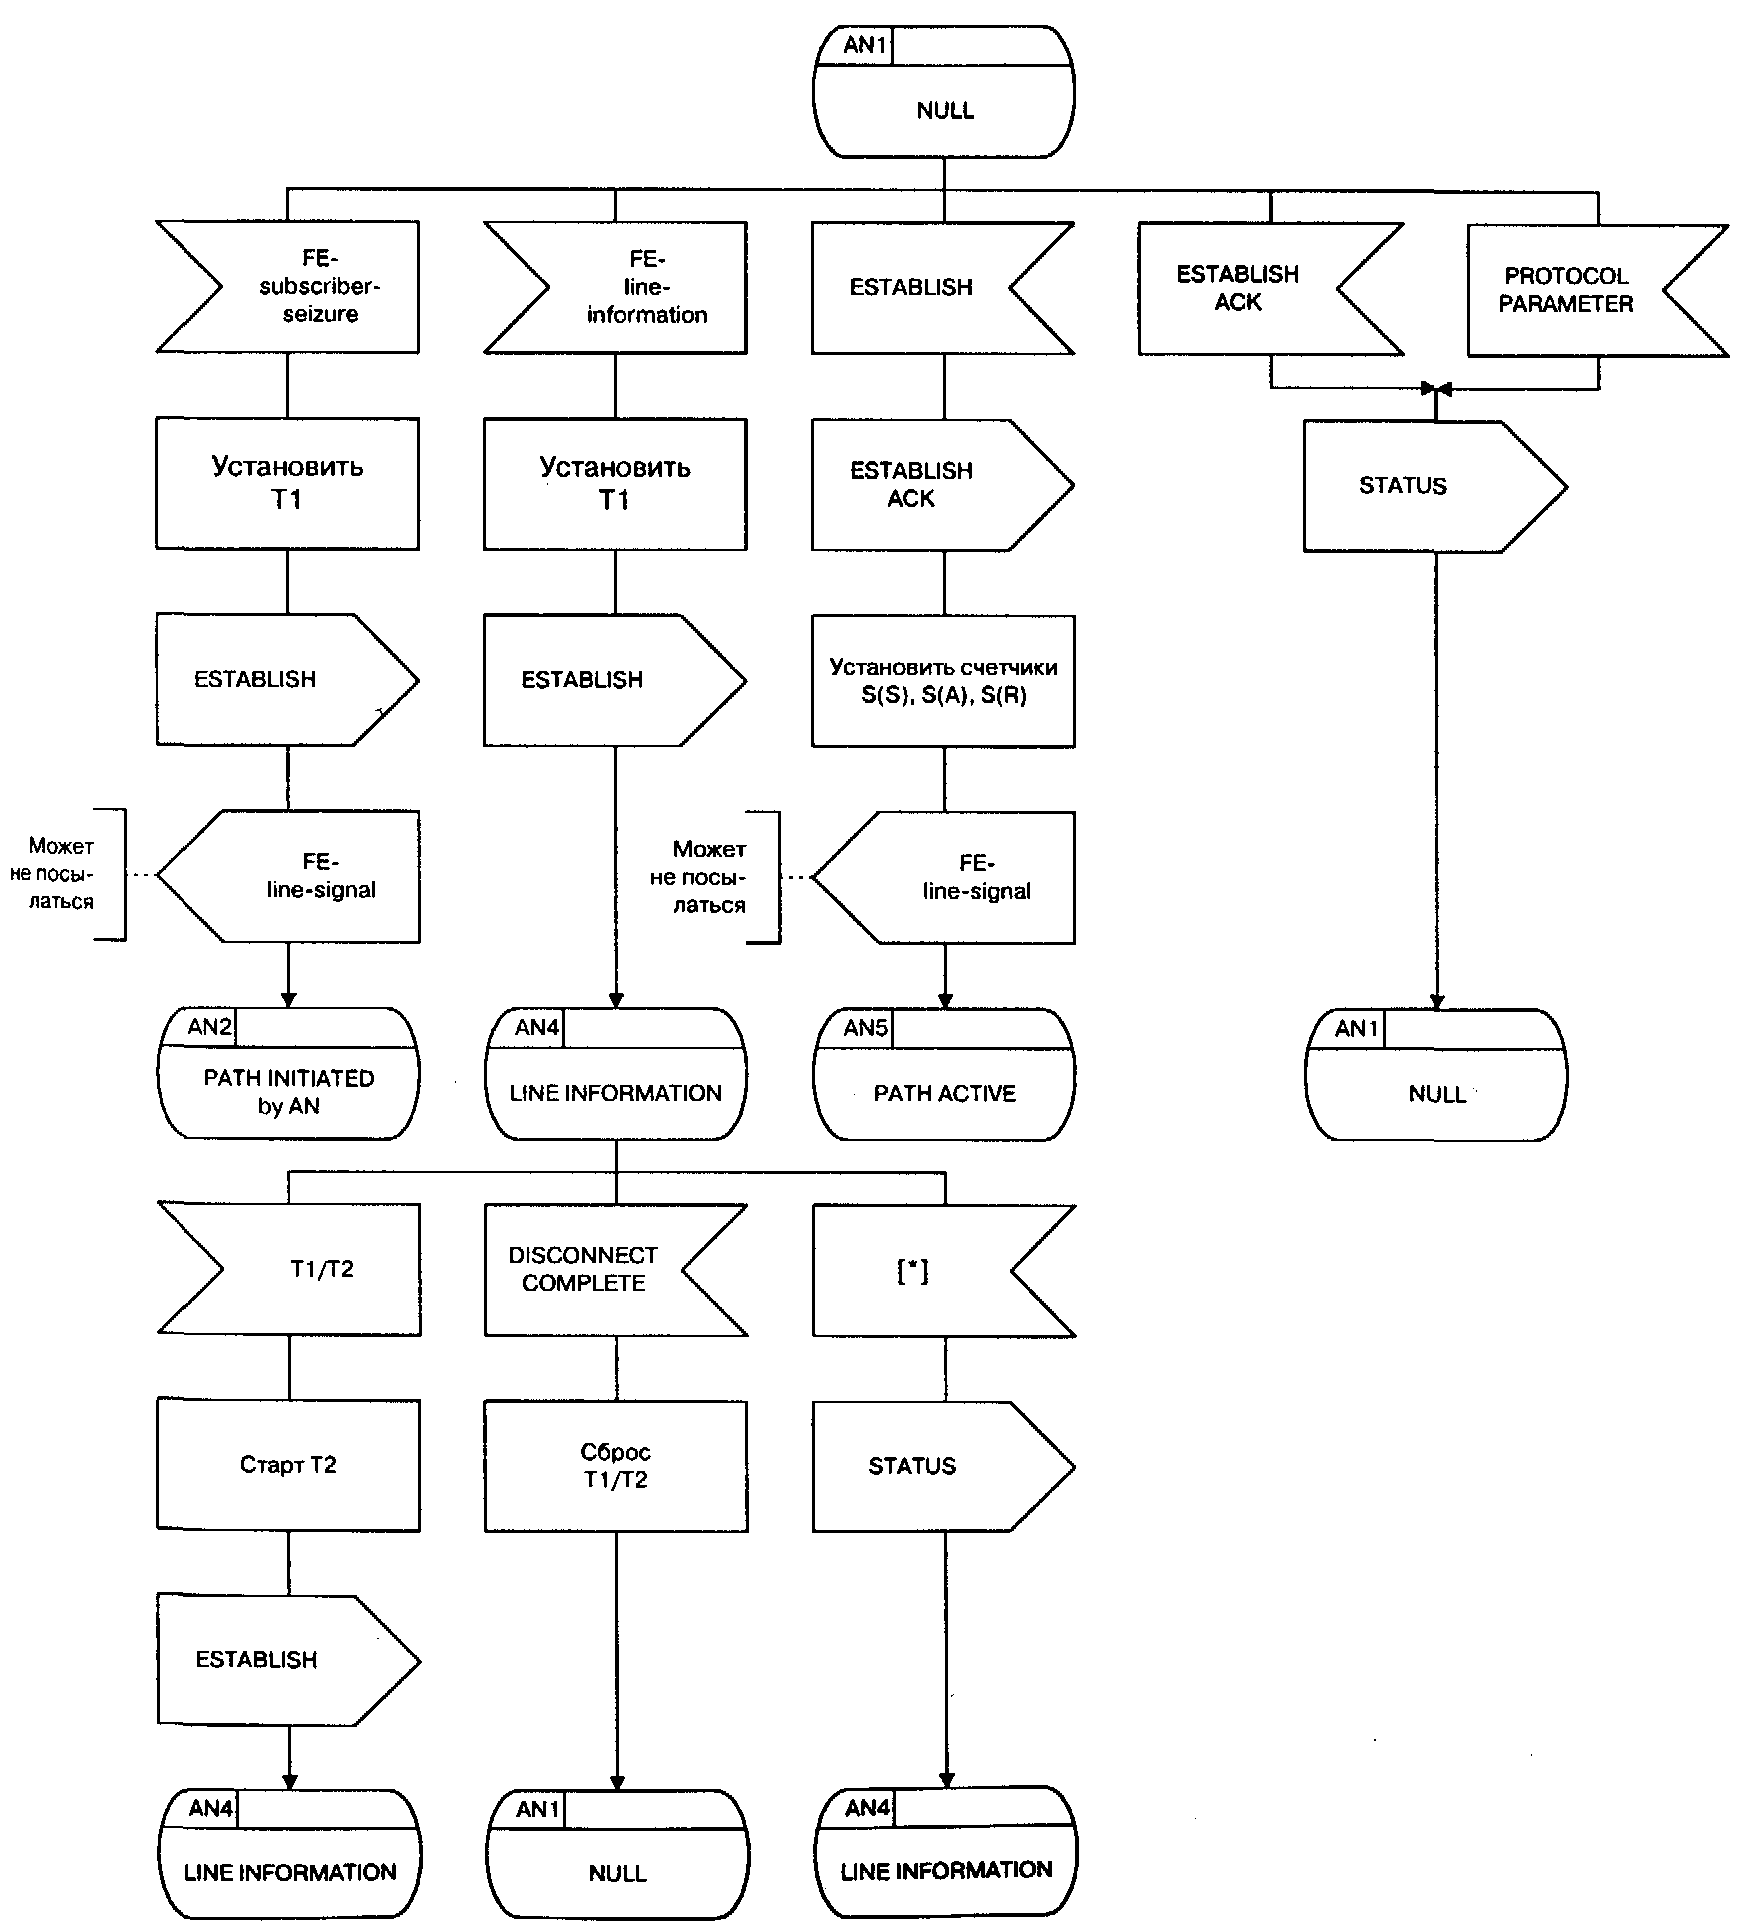 AN1
NULL
FE-
subscriber-
seizure
FE-
line-
information
ESTABLISH
ESTABLISH
ACK
PROTOCOL
PARAMETER
Установить
T1
Установить
T1
ESTABLISH
ACK
STATUS
ESTABLISH
ESTABLISH
Установить счетчики
S(S), S(A), S(R)
Может
не посы-
латься
FE-
line-signal
Может
не посы-
латься
FE-
line-signal
AN2
PATH INITIATED
by AN
AN4
LINE INFORMATION
AN5
PATH ACTIVE
AN1
NULL
T1/T2
DISCONNECT
COMPLETE
[*]
Старт T2
Сброс
T1/T2
STATUS
ESTABLISH
AN4
LINE INFORMATION
AN1
NULL
AN4
LINE INFORMATION